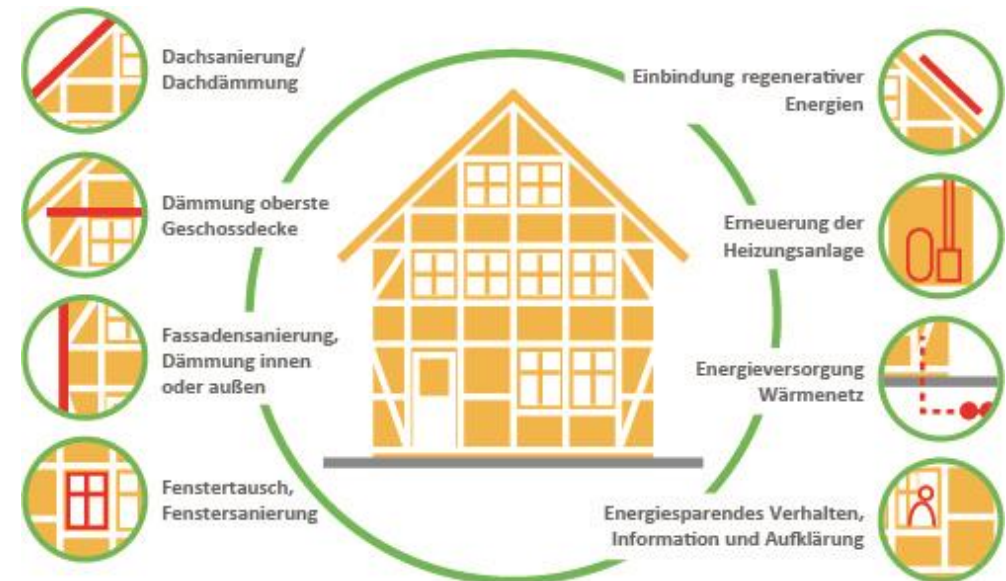 Dachsanierung/
Dachdämmung
Dämmung oberste
Geschossdecke
Fassadensanierung,
Dämmung innen
oder außen
Fenstertausch,
Fenstersanierung
Einbindung regenerativer
Energien
Erneuerung der
Heizungsanlage
Energieversorgung
Wärmenetz
Energiesparendes Verhalten,
Information und Aufklärung